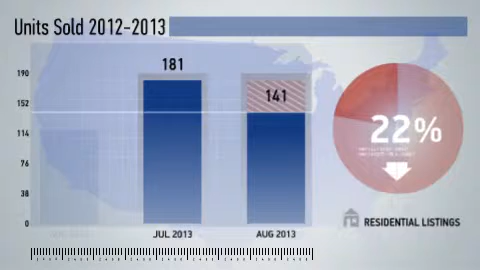 Units Sold 2012-2013
190
152
114
76
38
0
181
141
JUL 2013
AUG 2013
22%
RESIDENTIAL LISTINGS